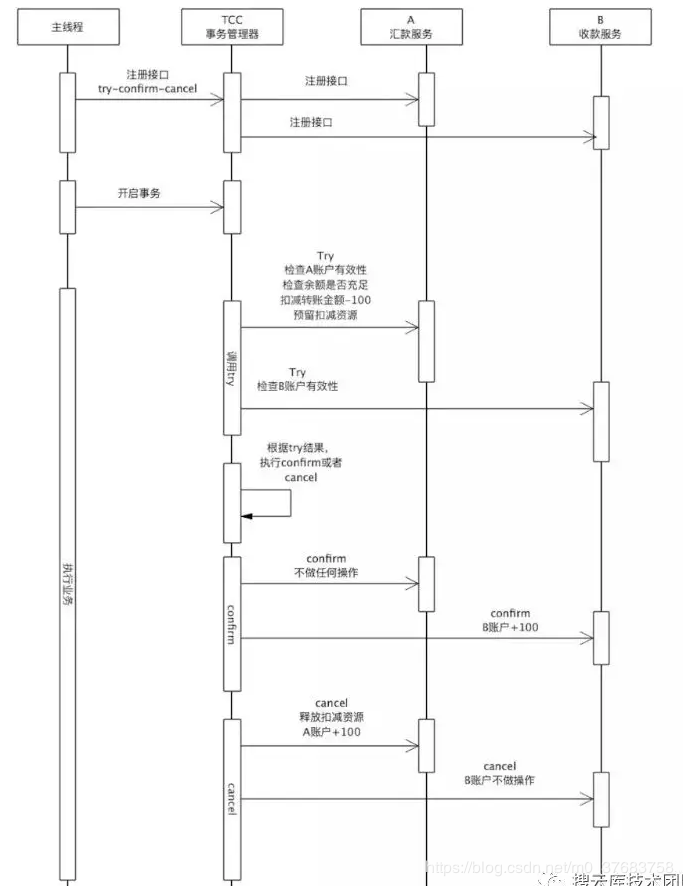 主线程
TCC
事务管理器
A
汇款服务
B
收款服务
注册接口
try-confirm-cancel
注册接口
注册接口
开启事务
Try
检查A账户有效性
检查余额是否充足
扣减转账金额-100
预留扣减资源
调用try
Try
检查B账户有效性
根据try结果,
执行confirm或者
cancel
执行业务
confirm
不做任何操作
confirm
confirm
B账户+100
cancel
释放扣减资源
A账户+100
cancel
cancel
B账户不做操作
https://blog.csdn.net/m0_37683758
搜云库技术团队